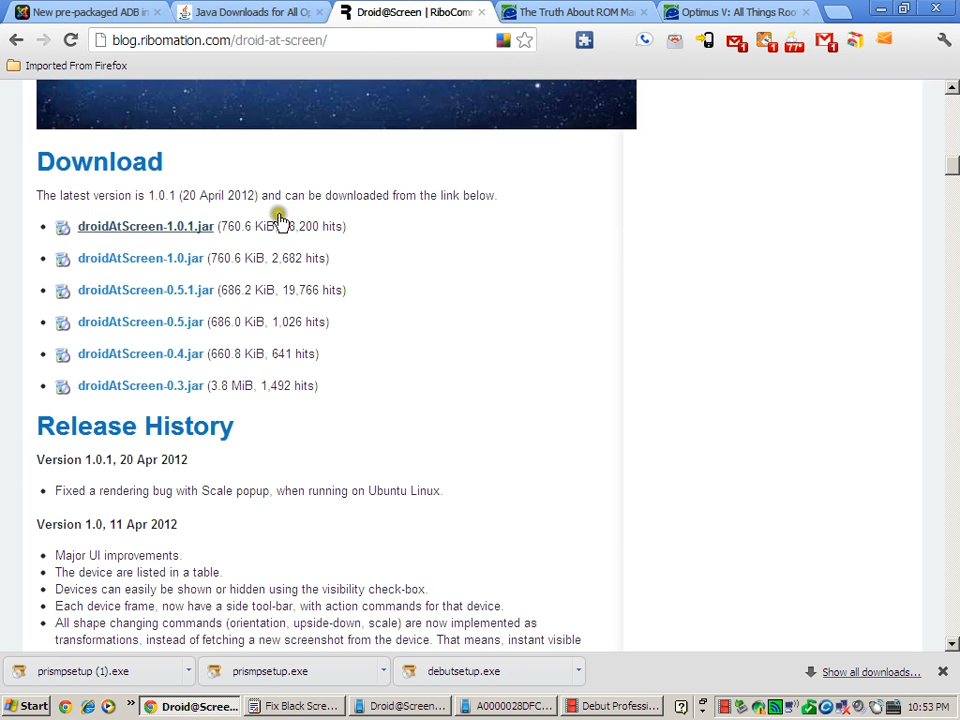 New pre-packaged ADB in
Java Downloads for All Op
Droid@Screen | RiboComm
The Truth About ROM Ma
Optimus V: All Things Roo
blog.ribomation.com/droid-at-screen/
1
1
77
1
Imported From Firefox
Download
The latest version is 1.0.1 (20 April 2012) and can be downloaded from the link below.
droidAtScreen-1.0.1.jar (760.6 KiB, 8,200 hits)
droidAtScreen-1.0.jar (760.6 KiB, 2,682 hits)
droidAtScreen-0.5.1.jar (686.2 KiB, 19,766 hits)
droidAtScreen-0.5.jar (686.0 KiB, 1,026 hits)
droidAtScreen-0.4.jar (660.8 KiB, 641 hits)
droidAtScreen-0.3.jar (3.8 MiB, 1,492 hits)
Release History
Version 1.0.1, 20 Apr 2012
Fixed a rendering bug with Scale popup, when running on Ubuntu Linux.
Version 1.0, 11 Apr 2012
Major UI improvements.
The device are listed in a table.
Devices can easily be shown or hidden using the visibility check-box.
Each device frame, now have a side tool-bar, with action commands for that device.
All shape changing commands (orientation, upside-down, scale) are now implemented as
transformations, instead of fetching a new screenshot from the device. That means, instant visible
prismpsetup (1).exe
prismpsetup.exe
debutsetup.exe
Show all downloads...
Start
Droid@Scree...
Fix Black Scre...
Droid@Screen...
A0000028DFC...
Debut Professi...
10:53 PM